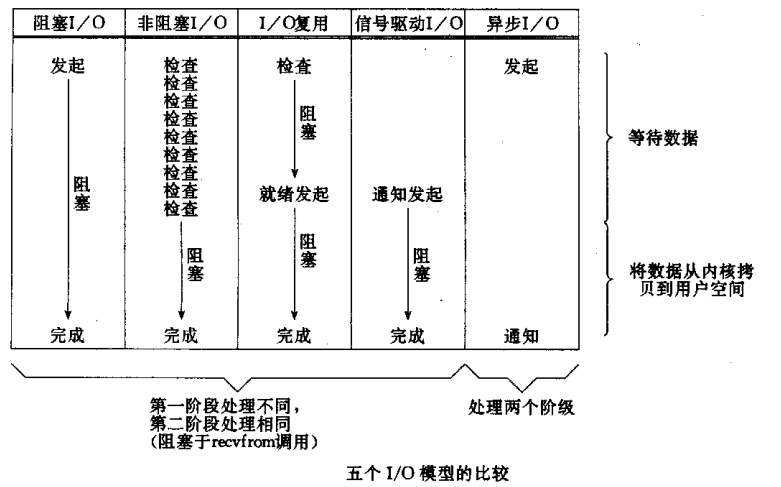 阻塞I/O 非阻塞I/O I/O复用 信号驱动I/O 异步I/O
发起 检查 检查 发起
检查
检查
检查
检查
检查
检查
检查
检查
阻塞
阻塞
就绪发起 通知发起
阻塞
阻塞
阻塞
完成 完成 完成 完成 通知
等待数据
将数据从内核拷
贝到用户空间
第一阶段处理不同，
第二阶段处理相同
（阻塞于recvfrom调用）
处理两个阶级
五个 I/O 模型的比较